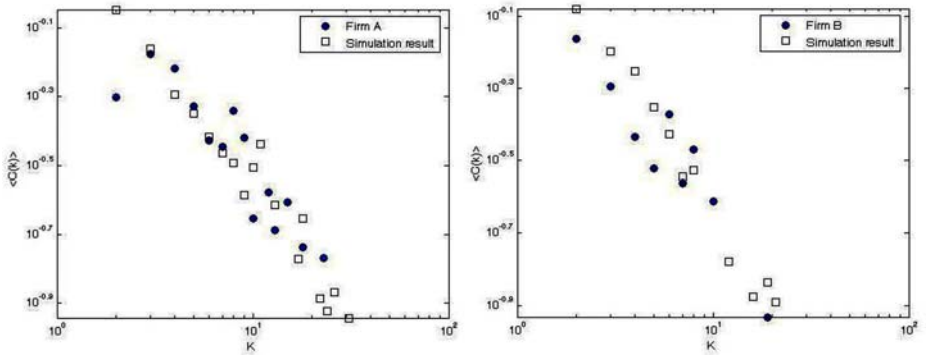 10^-0.1
Firm A
Simulation result
10^-0.3
<C(k)>
10^-0.5
10^-0.7
10^-0.9
10^0
10^1
10^2
K
10^-0.1
Firm B
Simulation result
10^-0.3
<C(k)>
10^-0.5
10^-0.7
10^-0.9
10^0
10^1
10^2
K